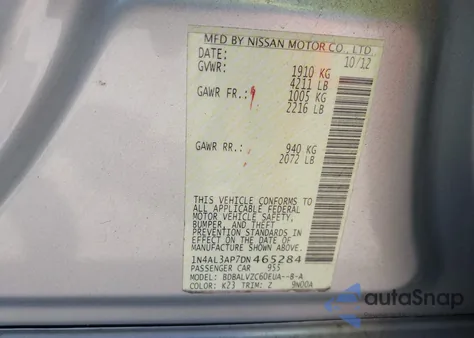 MFD BY NISSAN MOTOR CO., LTD.
DATE: 10/12
GVWR: 1910 KG
4211 LB
GAWR FR.: 1005 KG
2216 LB
GAWR RR.: 940 KG
2072 LB
THIS VEHICLE CONFORMS TO
ALL APPLICABLE FEDERAL
MOTOR VEHICLE SAFETY,
BUMPER, AND THEFT
PREVENTION STANDARDS IN
EFFECT ON THE DATE OF
MANUFACTURE SHOWN ABOVE.
1N4AL3AP7DN465284
PASSENGER CAR 955
MODEL: BDBALVZC60EUA--B-A
COLOR: K23 TRIM: Z 9N00A
autoSnap